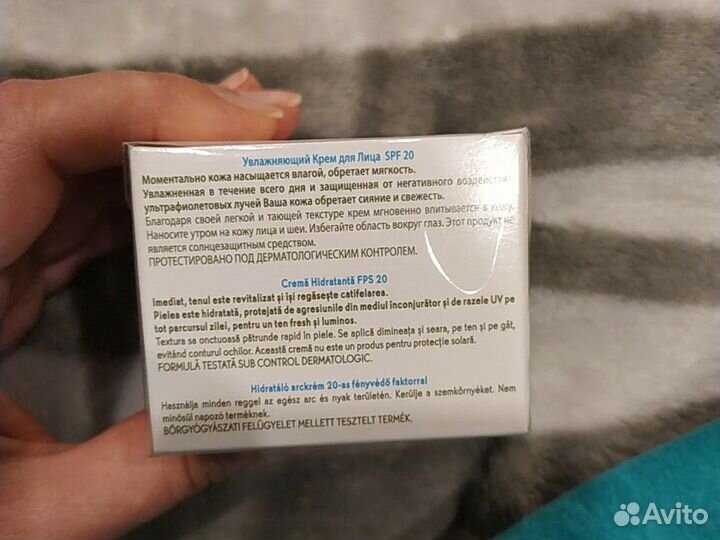 Увлажняющий Крем для Лица SPF 20
Моментально кожа насыщается влагой, обретает мягкость.
Увлажненная в течение всего дня и защищенная от негативного воздействия
ультрафиолетовых лучей Ваша кожа обретает сияние и свежесть.
Благодаря своей легкой и тающей текстуре крем мгновенно впитывается в кожу.
Наносите утром на кожу лица и шеи. Избегайте область вокруг глаз. Этот продукт не
является солнцезащитным средством.
ПРОТЕСТИРОВАНО ПОД ДЕРМАТОЛОГИЧЕСКИМ КОНТРОЛЕМ.
Cremă Hidratantă FPS 20
Imediat, tenul este revitalizat și își regăsește catifelarea.
Pielea este hidratată, protejată de agresiunile din mediul înconjurător și de razele UV pe
tot parcursul zilei, pentru un ten fresh și luminos.
Textura sa onctuoasă pătrunde rapid în piele. Se aplică dimineața și seara, pe ten și pe gât,
evitând conturul ochilor. Această cremă nu este un produs pentru protecție solară.
FORMULĂ TESTATĂ SUB CONTROL DERMATOLOGIC.
Hidratáló arckrém 20-as fényvédő faktorral
Használja minden reggel az egész arc és nyak területén. Kerülje a szemkörnyéket. Nem
minősül napozó terméknek.
BŐRGYÓGYÁSZATI FELÜGYELET MELLETT TESZTELT TERMÉK.
Avito